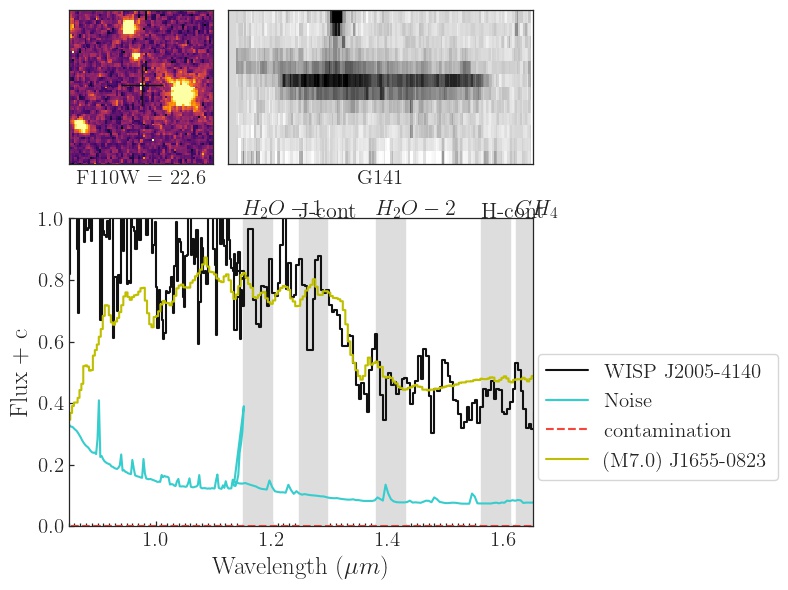 F110W = 22.6
G141
H₂O − 1
J-cont
H₂O − 2
H-cont
CH₄
1.0
0.8
0.6
0.4
0.2
0.0
Flux + c
1.0
1.2
1.4
1.6
Wavelength (μm)
WISP J2005-4140
Noise
contamination
(M7.0) J1655-0823